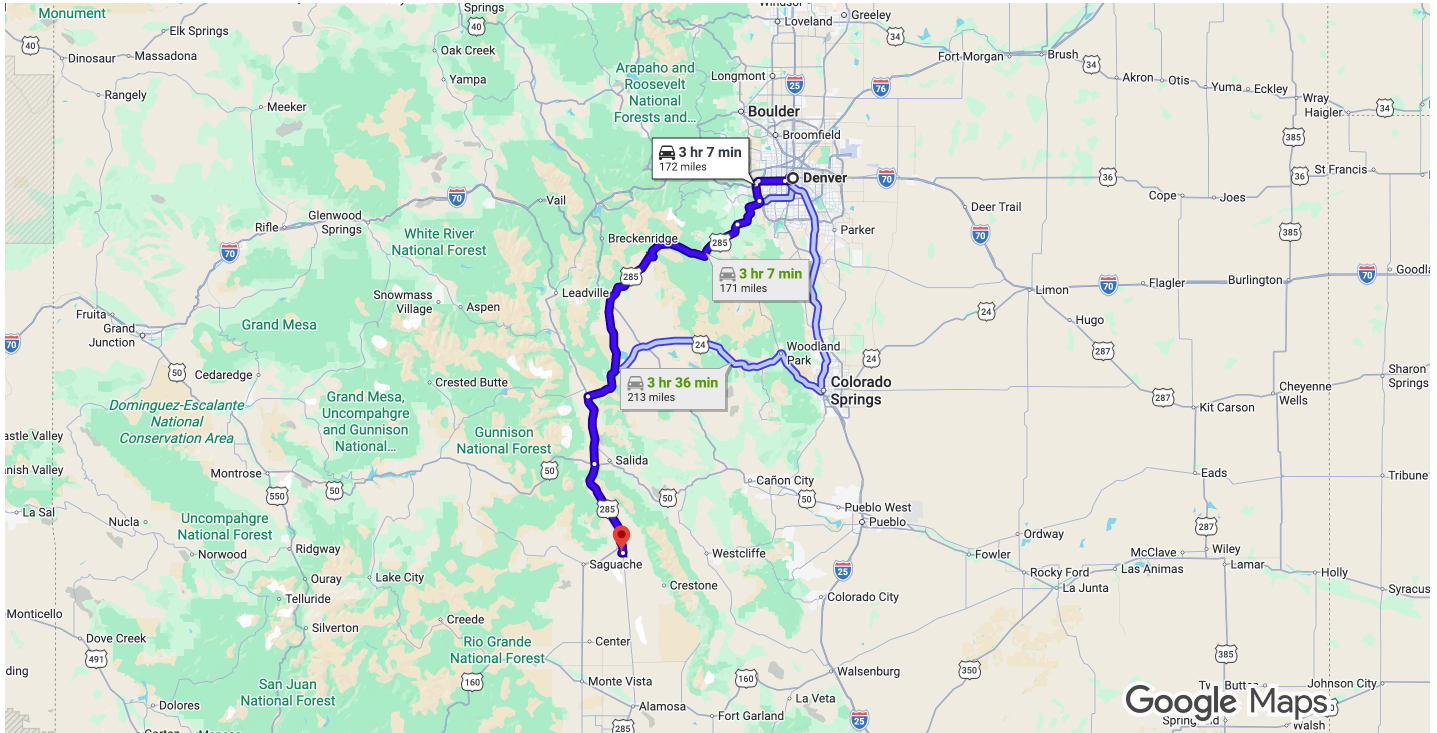 Monument
Springs
Windsor
Greeley
40
Elk Springs
40
Loveland
34
Dinosaur
Massadona
Oak Creek
Fort Morgan
Brush
34
Arapaho and
Roosevelt
National
Forests and...
Longmont
25
76
Akron
Otis
Yuma
Eckley
Yampa
Rangely
Meeker
Wray
Haigler
34
Boulder
Broomfield
385
3 hr 7 min
172 miles
Denver
70
36
36
St Francis
Vail
70
Cope
Joes
Glenwood
Springs
Rifle
Deer Trail
White River
National Forest
Breckenridge
285
Parker
70
385
70
285
3 hr 7 min
171 miles
Limon
70
Flagler
Burlington
70
Snowmass
Village
Aspen
Leadville
24
Fruita
Grand
Junction
Grand Mesa
Hugo
70
24
Woodland
Park
24
287
50
Cedaredge
Crested Butte
3 hr 36 min
213 miles
Colorado
Springs
Cheyenne
Wells
Sharon
Springs
287
Kit Carson
Dominguez-Escalante
National
Conservation Area
Grand Mesa,
Uncompahgre
and Gunnison
National...
Gunnison
National Forest
Salida
50
Montrose
50
550
50
Cañon City
50
Eads
Tribune
Pueblo West
Pueblo
La Sal
Nucla
Uncompahgre
National Forest
285
287
Ordway
Norwood
Ridgway
Saguache
Westcliffe
Fowler
McClave
Wiley
Lamar
Las Animas
Rocky Ford
La Junta
Holly
Syracus
Ouray
Lake City
Crestone
25
Colorado City
Telluride
Monticello
Silverton
Creede
Center
Dove Creek
491
Rio Grande
National Forest
385
350
Walsenburg
160
160
San Juan
National Forest
Monte Vista
Johnson City
La Veta
Dolores
Alamosa
Fort Garland
285
25
Walsh
Google Maps